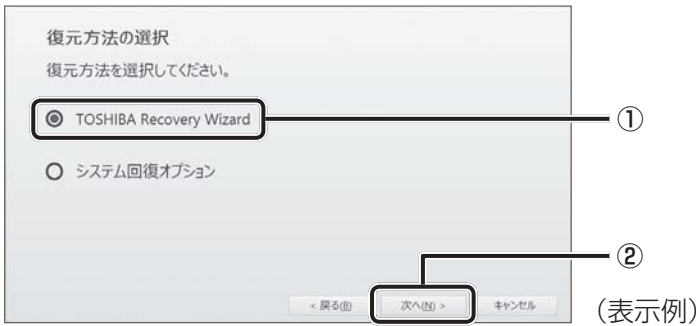 復元方法の選択
復元方法を選択してください。
TOSHIBA Recovery Wizard
①
システム回復オプション
②
< 戻る(B)
次へ(N) >
キャンセル
(表示例)